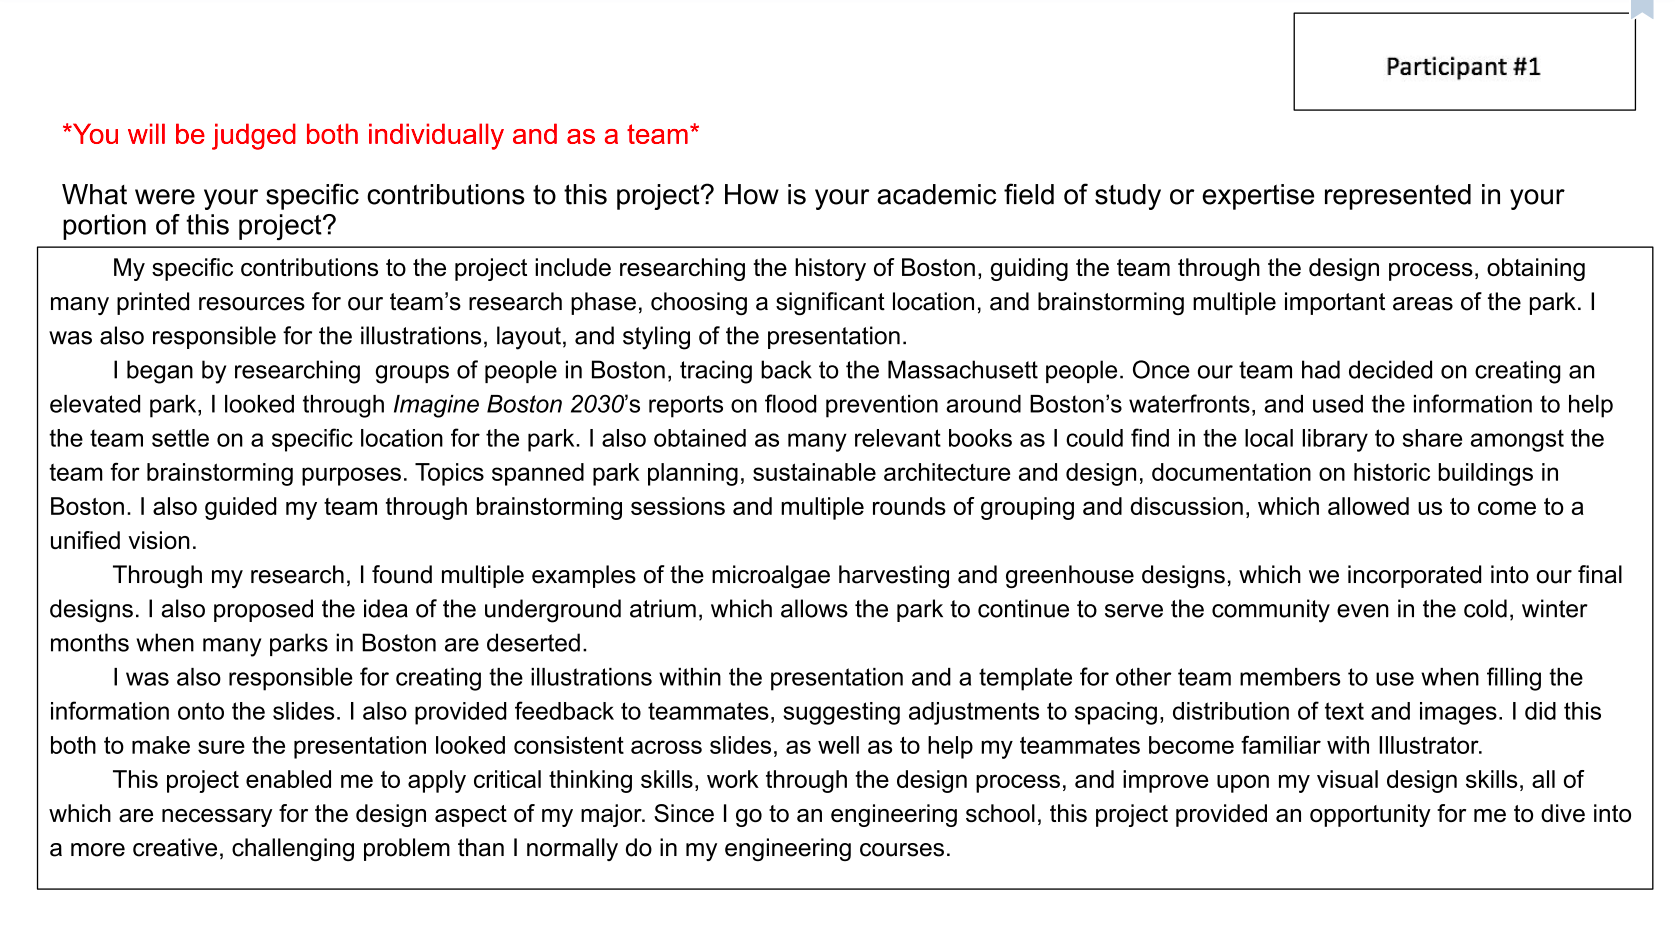 Participant #1
*You will be judged both individually and as a team*
What were your specific contributions to this project? How is your academic field of study or expertise represented in your
portion of this project?
My specific contributions to the project include researching the history of Boston, guiding the team through the design process, obtaining
many printed resources for our team’s research phase, choosing a significant location, and brainstorming multiple important areas of the park. I
was also responsible for the illustrations, layout, and styling of the presentation.
I began by researching  groups of people in Boston, tracing back to the Massachusett people. Once our team had decided on creating an
elevated park, I looked through Imagine Boston 2030’s reports on flood prevention around Boston’s waterfronts, and used the information to help
the team settle on a specific location for the park. I also obtained as many relevant books as I could find in the local library to share amongst the
team for brainstorming purposes. Topics spanned park planning, sustainable architecture and design, documentation on historic buildings in
Boston. I also guided my team through brainstorming sessions and multiple rounds of grouping and discussion, which allowed us to come to a
unified vision.
Through my research, I found multiple examples of the microalgae harvesting and greenhouse designs, which we incorporated into our final
designs. I also proposed the idea of the underground atrium, which allows the park to continue to serve the community even in the cold, winter
months when many parks in Boston are deserted.
I was also responsible for creating the illustrations within the presentation and a template for other team members to use when filling the
information onto the slides. I also provided feedback to teammates, suggesting adjustments to spacing, distribution of text and images. I did this
both to make sure the presentation looked consistent across slides, as well as to help my teammates become familiar with Illustrator.
This project enabled me to apply critical thinking skills, work through the design process, and improve upon my visual design skills, all of
which are necessary for the design aspect of my major. Since I go to an engineering school, this project provided an opportunity for me to dive into
a more creative, challenging problem than I normally do in my engineering courses.